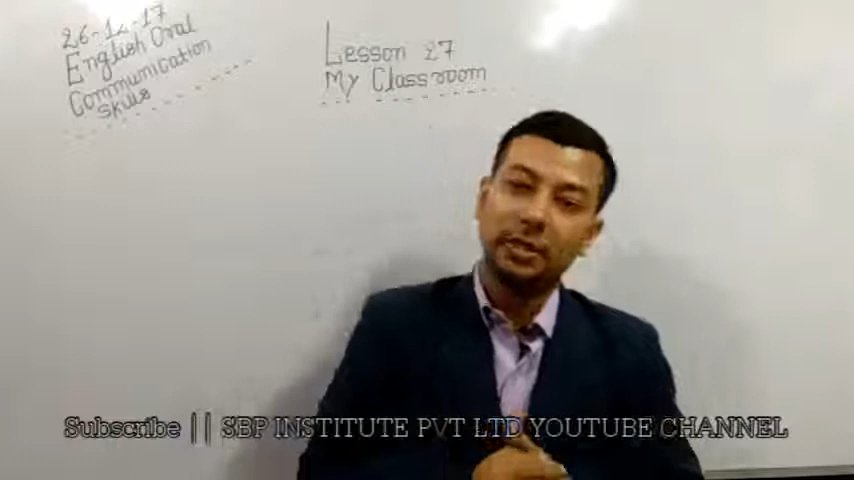 26-12-17
English Oral
Communication
skills
Lesson 27
My Classroom
Subscribe || SBP INSTITUTE PVT LTD YOUTUBE CHANNEL